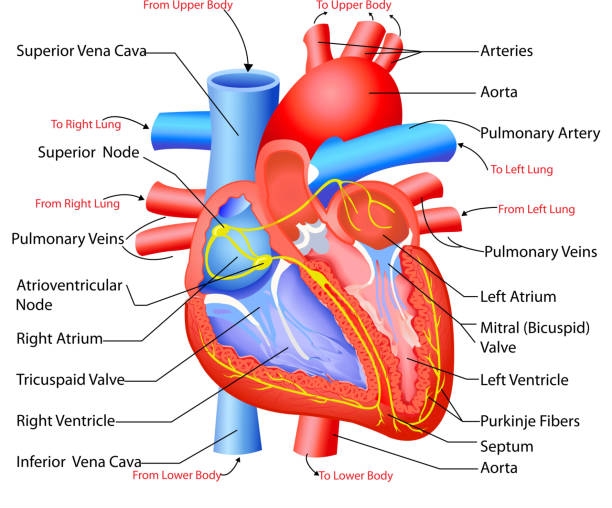 From Upper Body
To Upper Body
Superior Vena Cava
Arteries
Aorta
To Right Lung
Pulmonary Artery
Superior Node
To Left Lung
From Right Lung
From Left Lung
Pulmonary Veins
Pulmonary Veins
Atrioventricular
Node
Left Atrium
Right Atrium
Mitral (Bicuspid)
Valve
Tricuspaid Valve
Left Ventricle
Right Ventricle
Purkinje Fibers
Septum
Inferior Vena Cava
Aorta
From Lower Body
To Lower Body